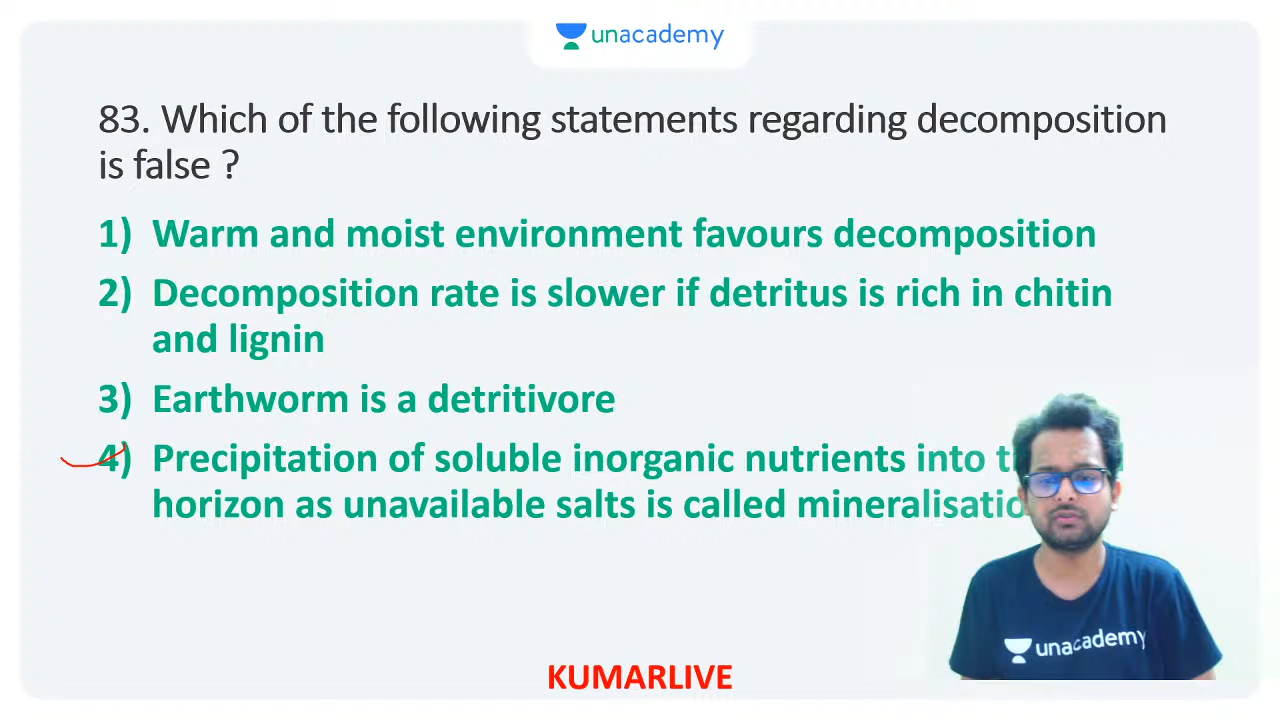 unacademy
83. Which of the following statements regarding decomposition
is false ?
1) Warm and moist environment favours decomposition
2) Decomposition rate is slower if detritus is rich in chitin
and lignin
3) Earthworm is a detritivore
4) Precipitation of soluble inorganic nutrients into
horizon as unavailable salts is called
unacademy
KUMARLIVE